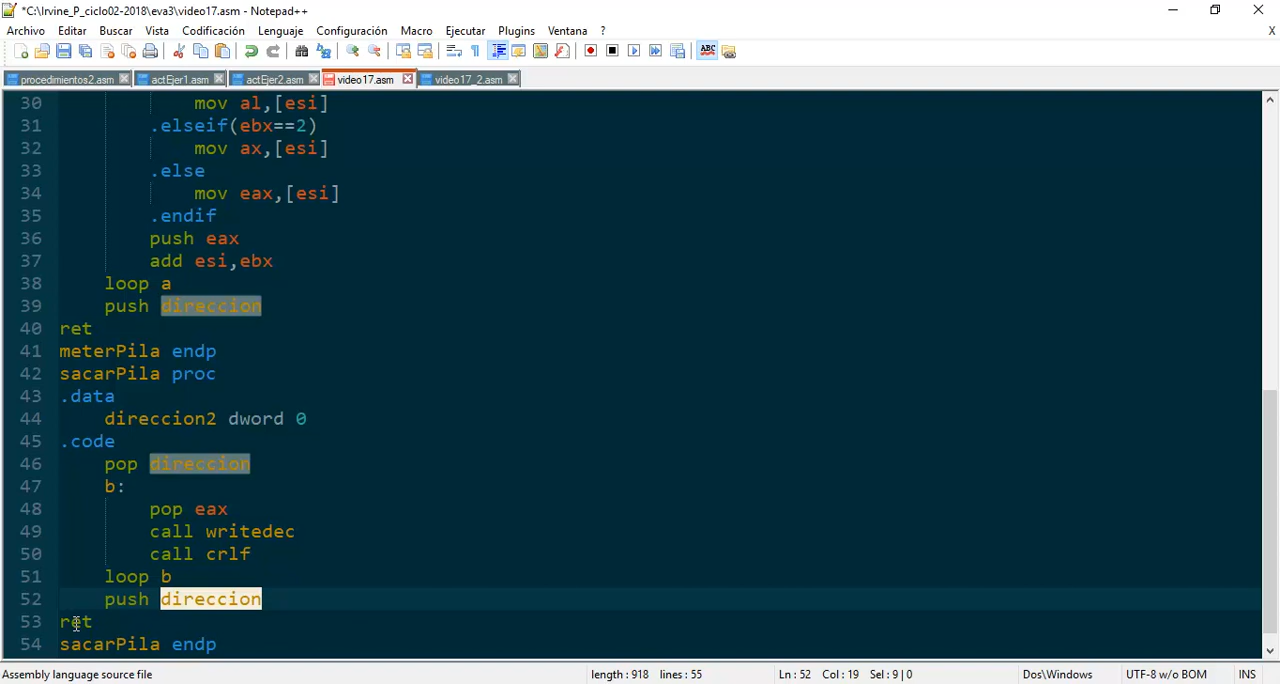 *C:\Irvine_P_ciclo02-2018\eva3\video17.asm - Notepad++
Archivo Editar Buscar Vista Codificación Lenguaje Configuración Macro Ejecutar Plugins Ventana ? X
procedimientos2.asm actEjer1.asm actEjer2.asm video17.asm video17_2.asm
30 mov al,[esi]
31 .elseif(ebx==2)
32 mov ax,[esi]
33 .else
34 mov eax,[esi]
35 .endif
36 push eax
37 add esi,ebx
38 loop a
39 push direccion
40 ret
41 meterPila endp
42 sacarPila proc
43 .data
44 direccion2 dword 0
45 .code
46 pop direccion
47 b:
48 pop eax
49 call writedec
50 call crlf
51 loop b
52 push direccion
53 ret
54 sacarPila endp
Assembly language source file length : 918 lines : 55 Ln : 52 Col : 19 Sel : 9 | 0 Dos\Windows UTF-8 w/o BOM INS